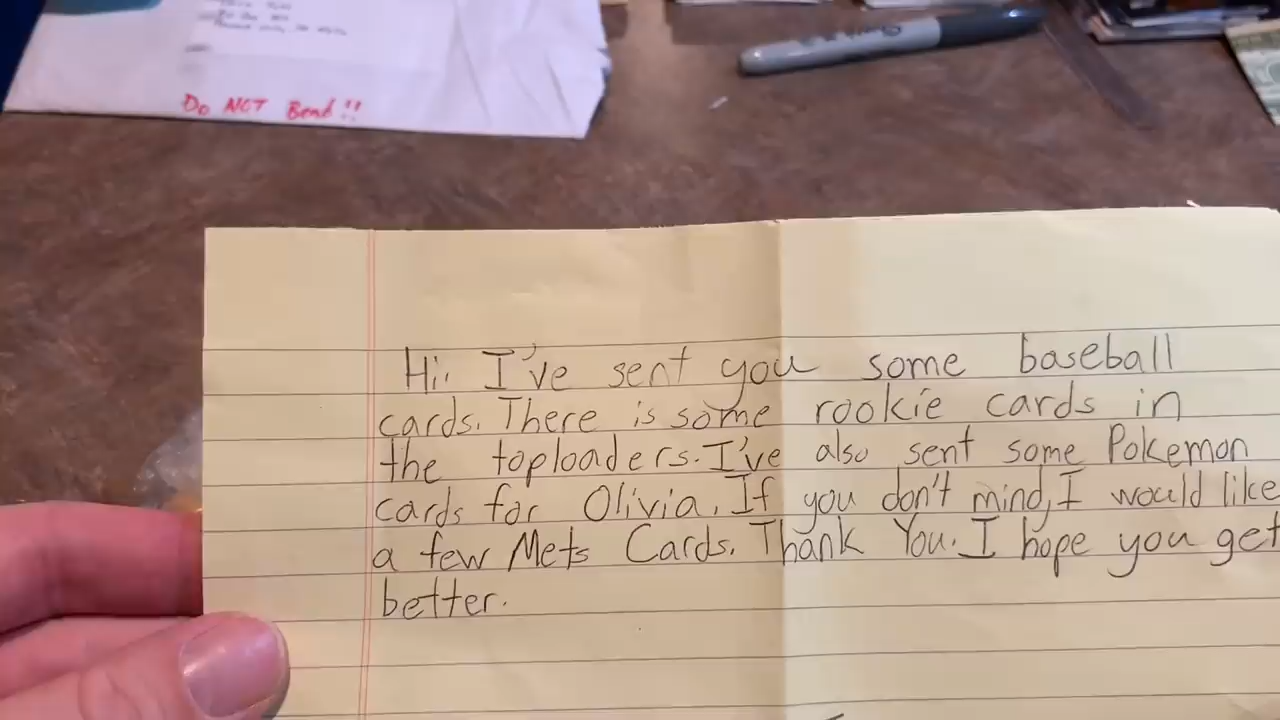 Do NOT Bend!!
Hi, I've sent you some baseball
cards. There is some rookie cards in
the toploaders. I've also sent some Pokemon
cards for Olivia. If you don't mind, I would like
a few Mets Cards. Thank You. I hope you get
better.